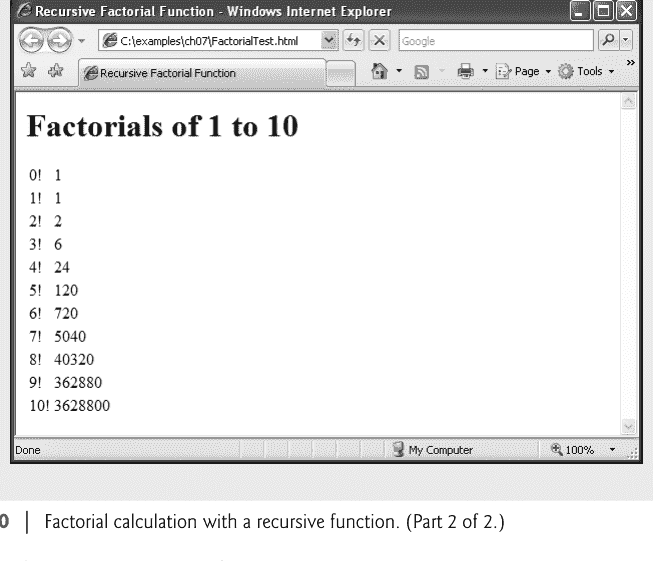 Recursive Factorial Function - Windows Internet Explorer
C:\examples\ch07\FactorialTest.html
Google
Recursive Factorial Function
Page
Tools
»
Factorials of 1 to 10
0! 1
1! 1
2! 2
3! 6
4! 24
5! 120
6! 720
7! 5040
8! 40320
9! 362880
10! 3628800
Done
My Computer
100%
0 | Factorial calculation with a recursive function. (Part 2 of 2.)